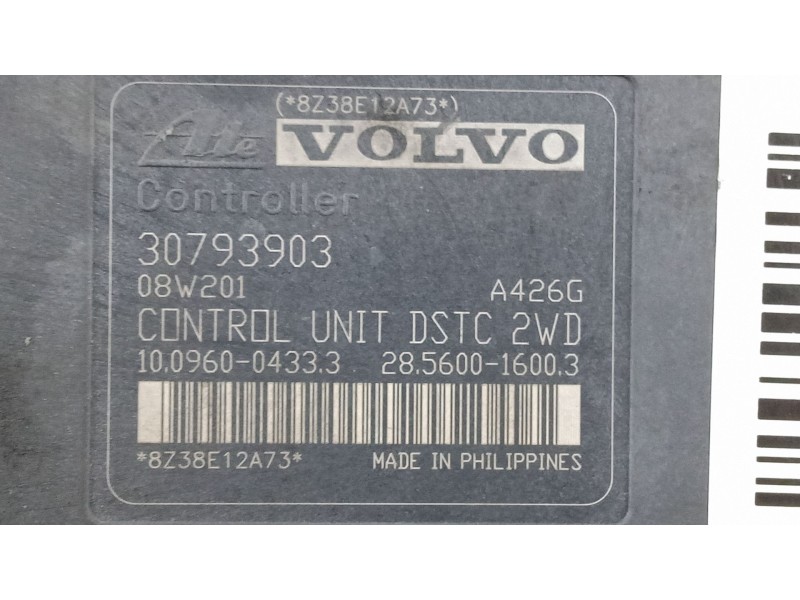 (*8Z38E12A73*)
Ate VOLVO
Controller
30793903
08W201 A426G
CONTROL UNIT DSTC 2WD
10.0960-0433.3 28.5600-1600.3
*8Z38E12A73* MADE IN PHILIPPINES